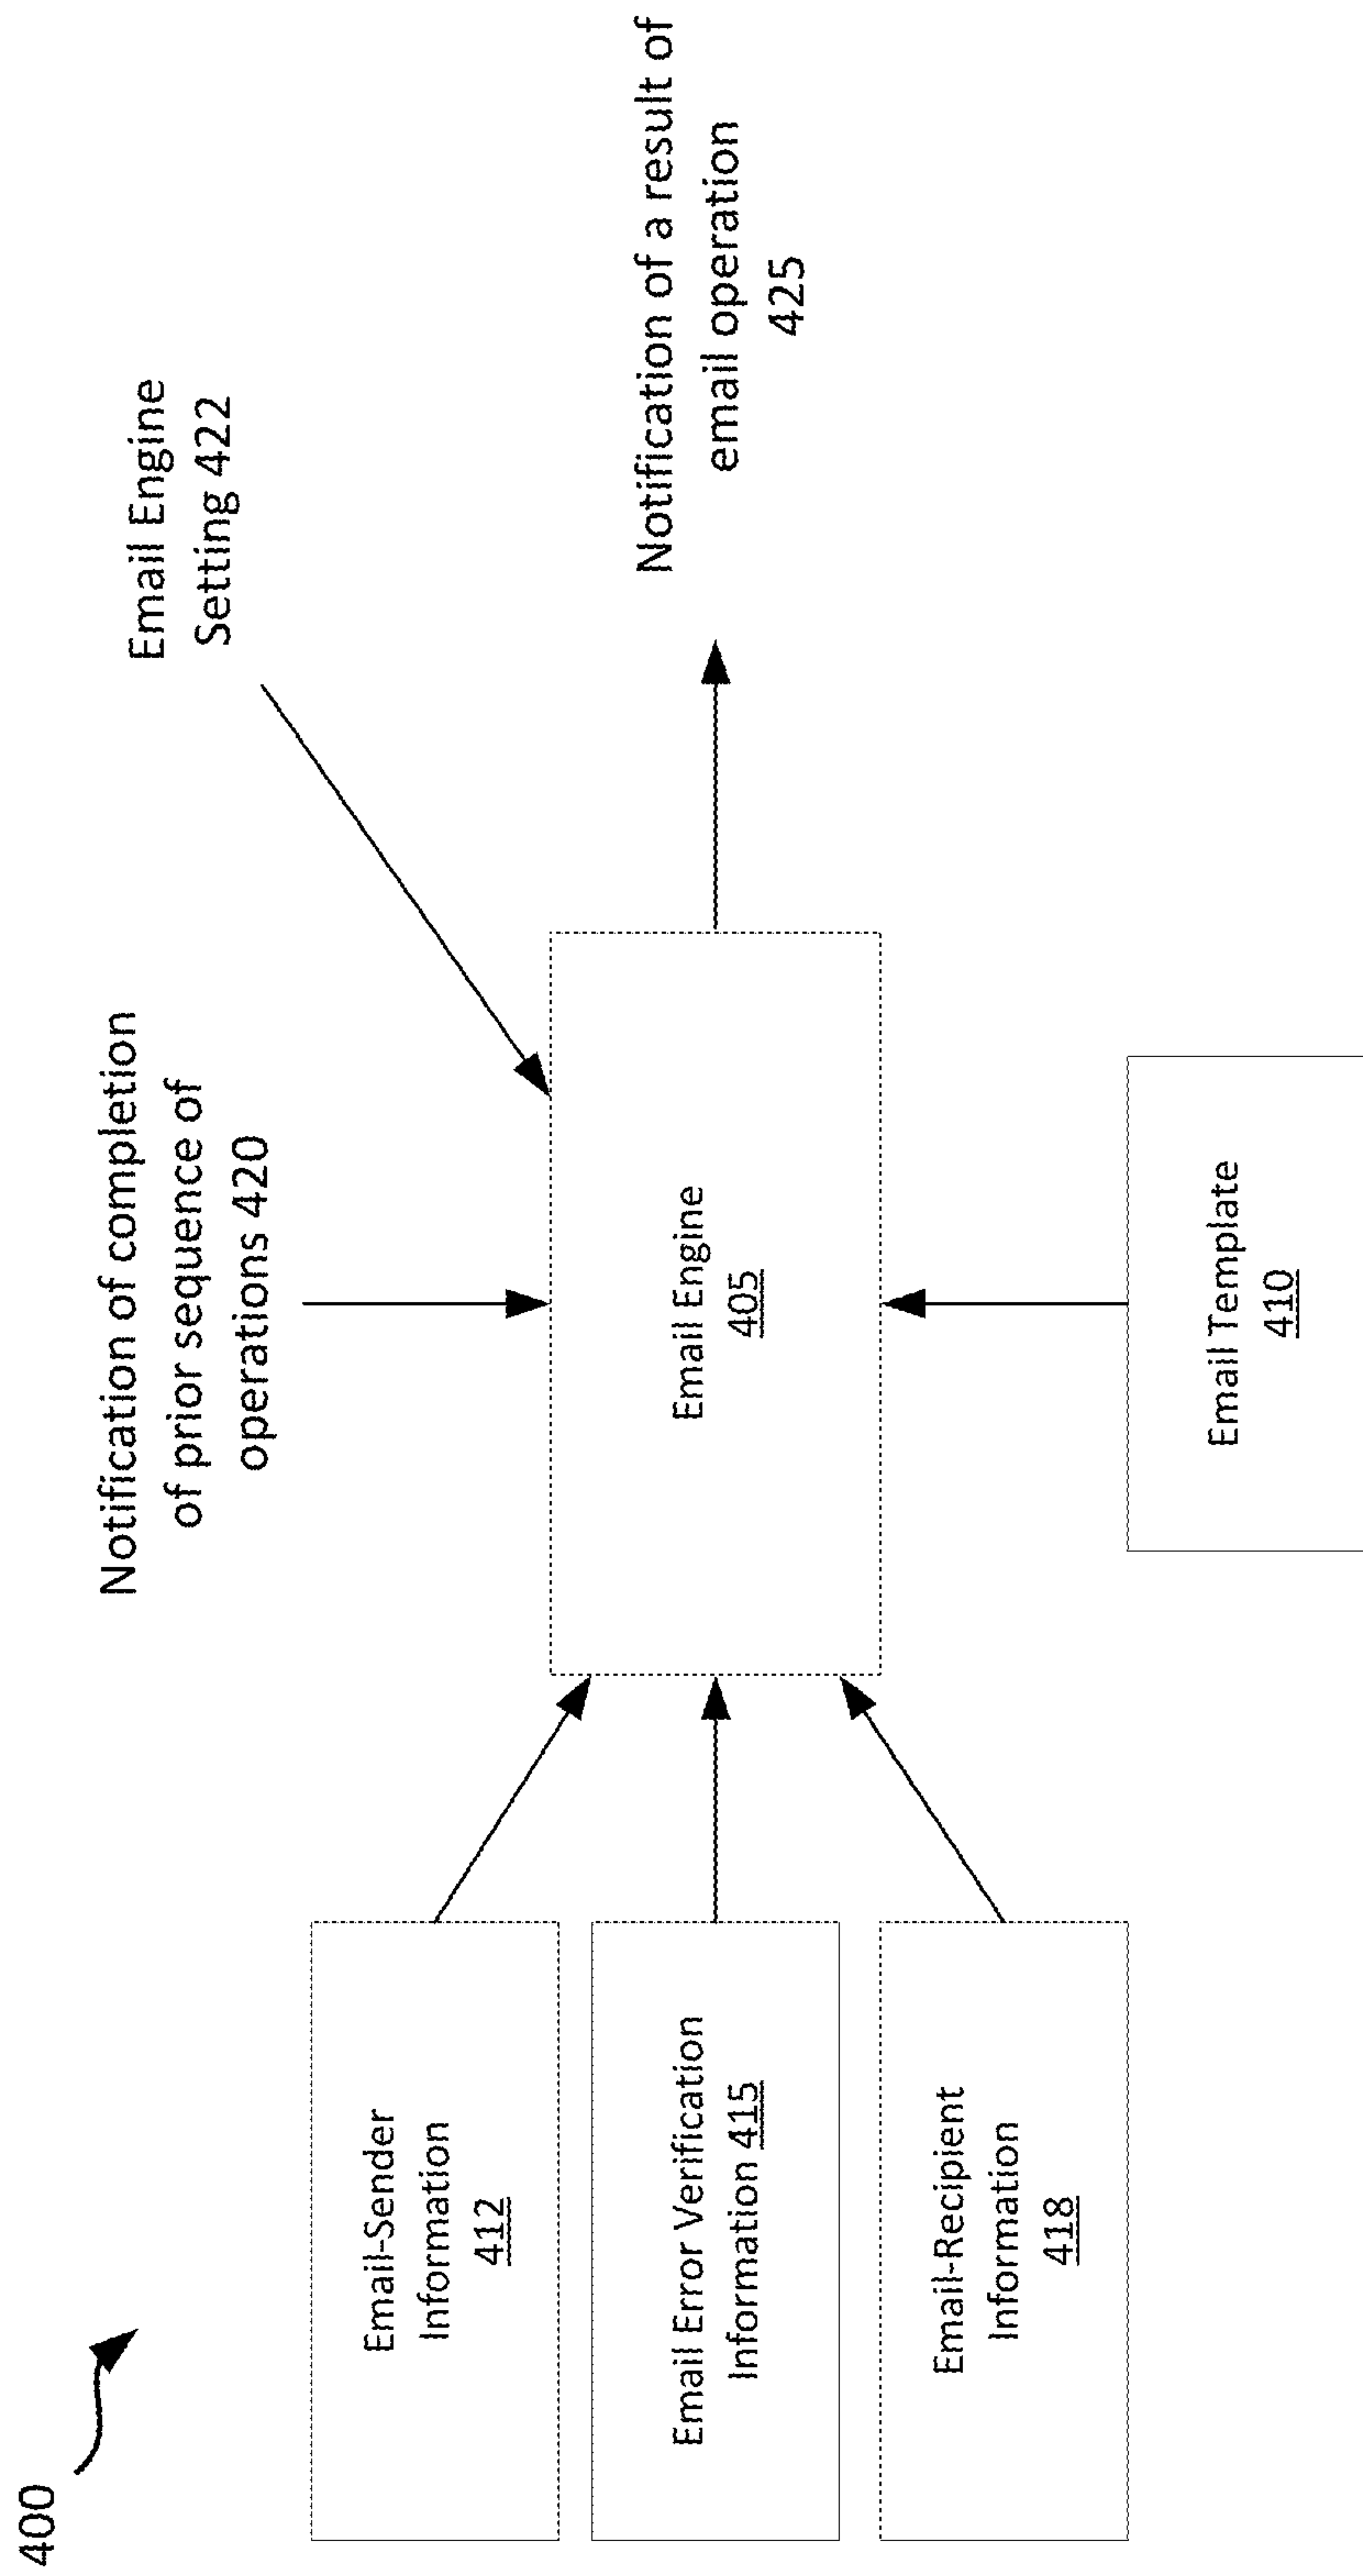 400
Notification of completion
of prior sequence of
operations 420
Email Engine
Setting 422
Email-Sender
Information
412
Email Error Verification
Information 415
Email-Recipient
Information
418
Email Engine
405
Notification of a result of
email operation
425
Email Template
410